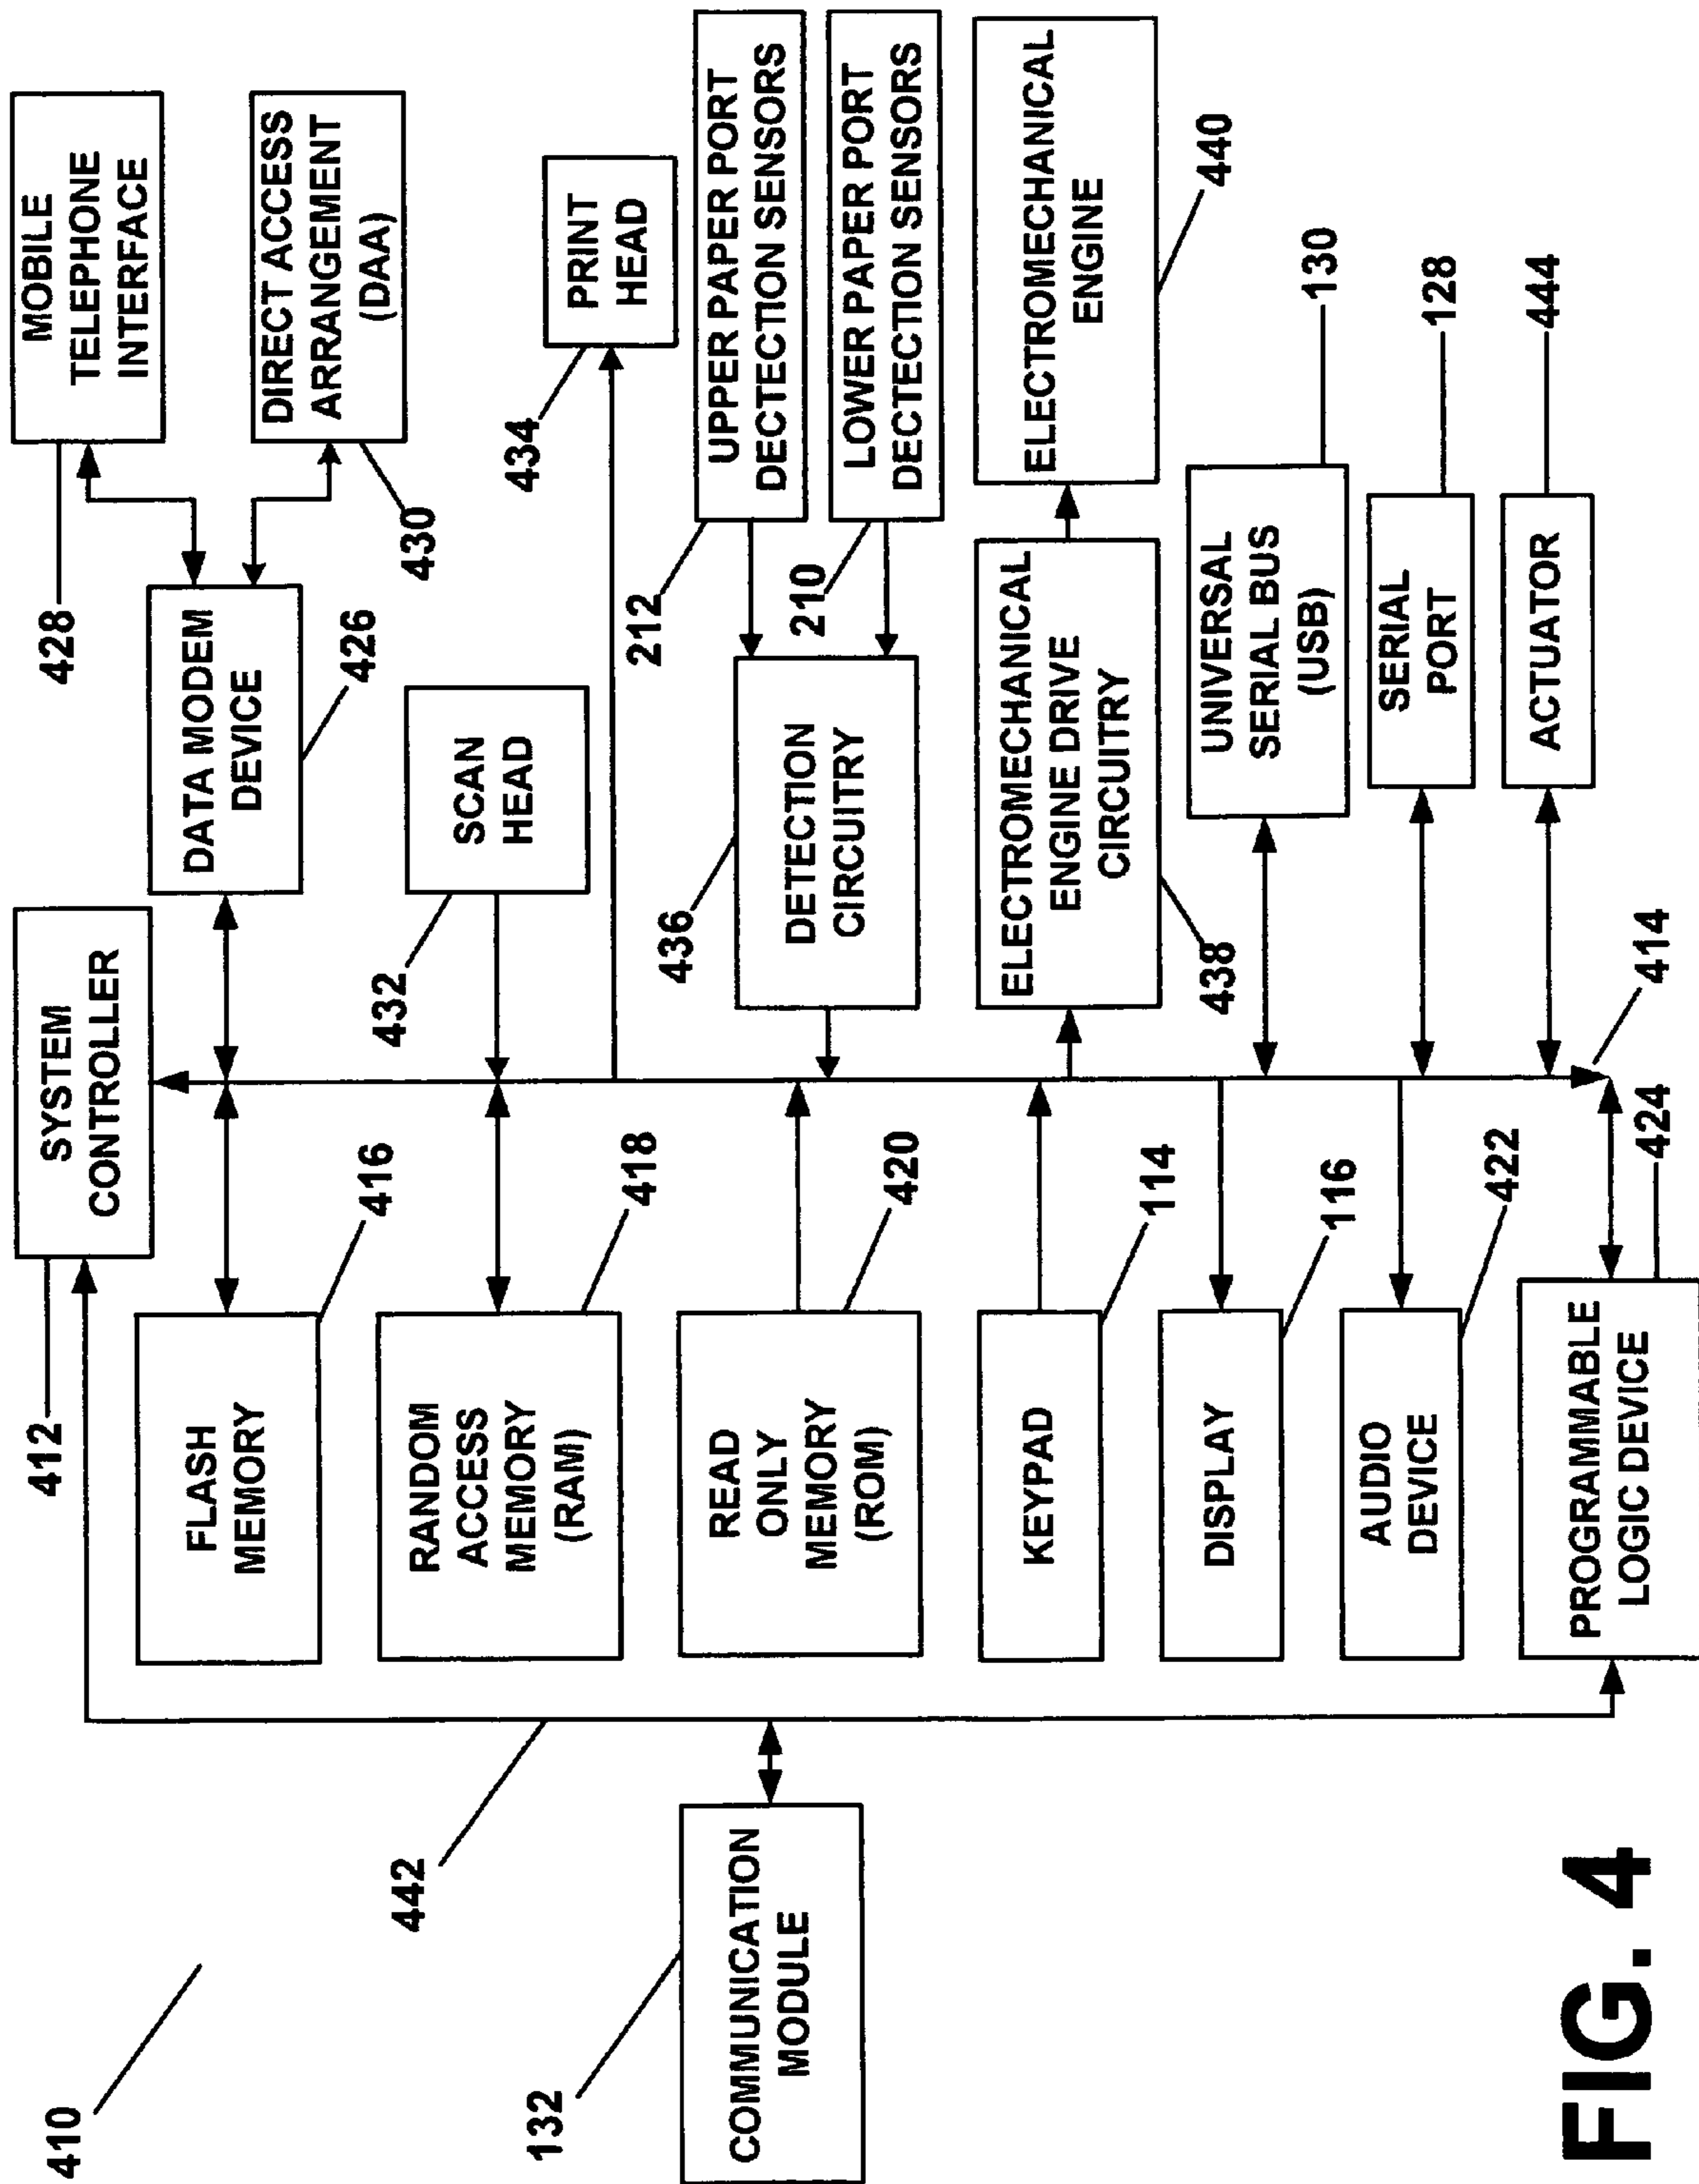 410
412
SYSTEM
CONTROLLER
442
132
COMMUNICATION
MODULE
FLASH
MEMORY
416
RANDOM
ACCESS
MEMORY
(RAM)
418
READ
ONLY
MEMORY
(ROM)
420
KEYPAD
114
DISPLAY
116
AUDIO
DEVICE
422
PROGRAMMABLE
LOGIC DEVICE
424
414
DATA MODEM
DEVICE
426
428
MOBILE
TELEPHONE
INTERFACE
DIRECT ACCESS
ARRANGEMENT
(DAA)
430
432
SCAN
HEAD
434
PRINT
HEAD
436
DETECTION
CIRCUITRY
212
UPPER PAPER PORT
DECTECTION SENSORS
210
LOWER PAPER PORT
DECTECTION SENSORS
ELECTROMECHANICAL
ENGINE DRIVE
CIRCUITRY
438
ELECTROMECHANICAL
ENGINE
440
UNIVERSAL
SERIAL BUS
(USB)
130
SERIAL
PORT
128
ACTUATOR
444
FIG. 4